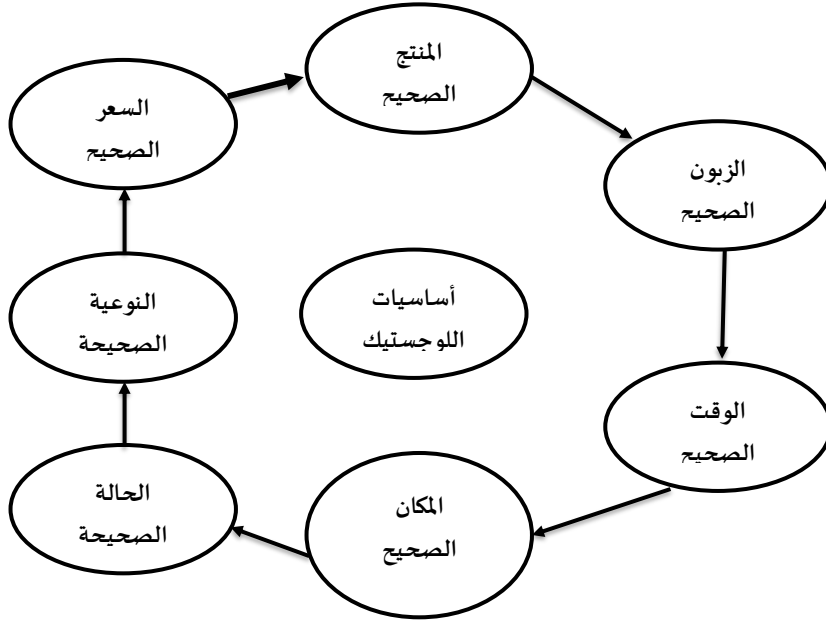 المنتج
الصحيح
الزبون
الصحيح
الوقت
الصحيح
المكان
الصحيح
الحالة
الصحيحة
النوعية
الصحيحة
السعر
الصحيح
أساسيات
اللوجستيك